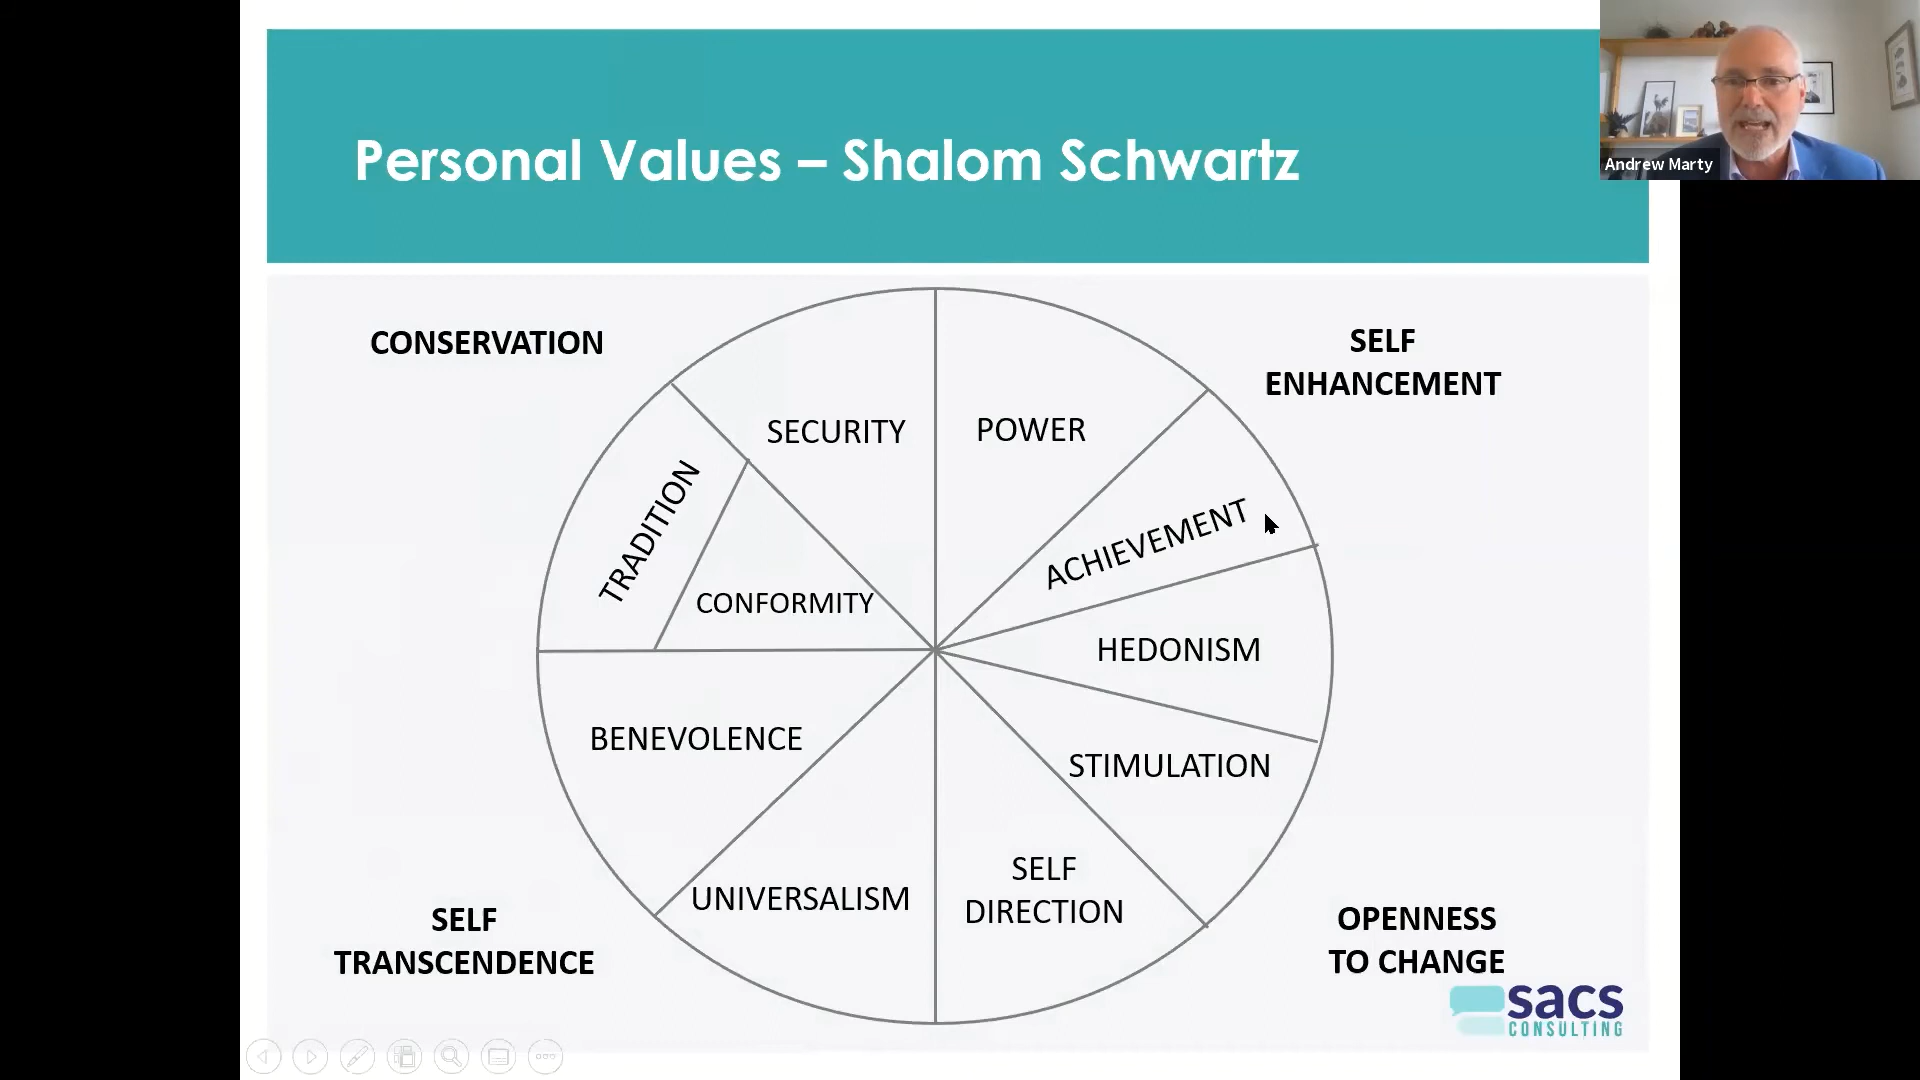 Personal Values – Shalom Schwartz
Andrew Marty
CONSERVATION
SELF
ENHANCEMENT
SECURITY
POWER
TRADITION
ACHIEVEMENT
CONFORMITY
HEDONISM
BENEVOLENCE
STIMULATION
UNIVERSALISM
SELF
DIRECTION
SELF
TRANSCENDENCE
OPENNESS
TO CHANGE
sacs
CONSULTING